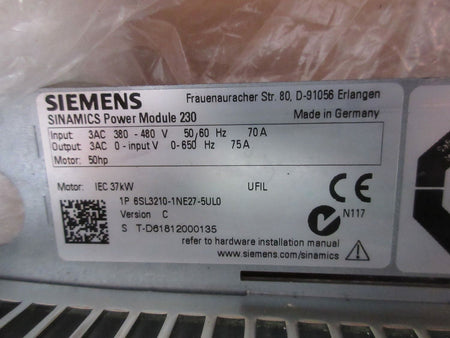 SIEMENS
Frauenauracher Str. 80, D-91056 Erlangen
SINAMICS Power Module 230
Made in Germany
Input: 3AC 380 - 480 V 50/60 Hz 70A
Output: 3AC 0 - input V 0-650 Hz 75A
Motor: 50hp
Motor: IEC 37kW
UFIL
CE
1P 6SL3210-1NE27-5UL0
Version C
N117
S T-D61812000135
refer to hardware installation manual
www.siemens.com/sinamics